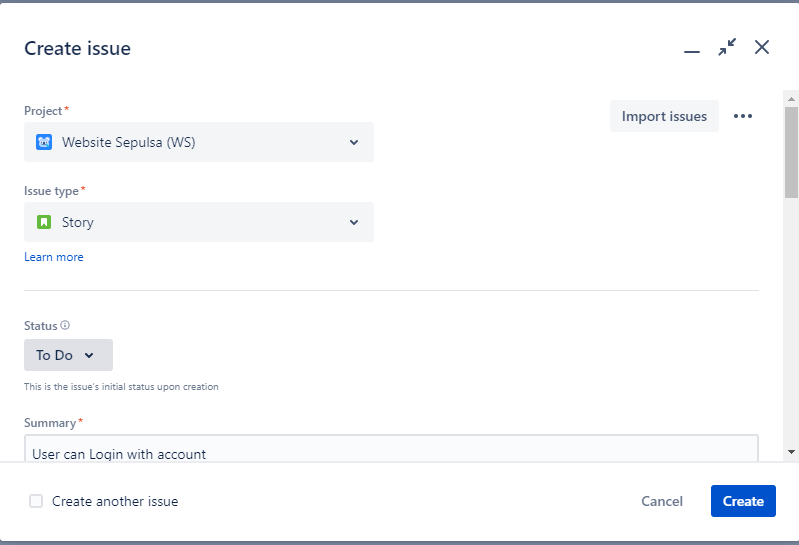 Create issue
Project *
Import issues
Website Sepulsa (WS)
Issue type *
Story
Learn more
Status
To Do
This is the issue's initial status upon creation
Summary *
User can Login with account
Create another issue
Cancel
Create